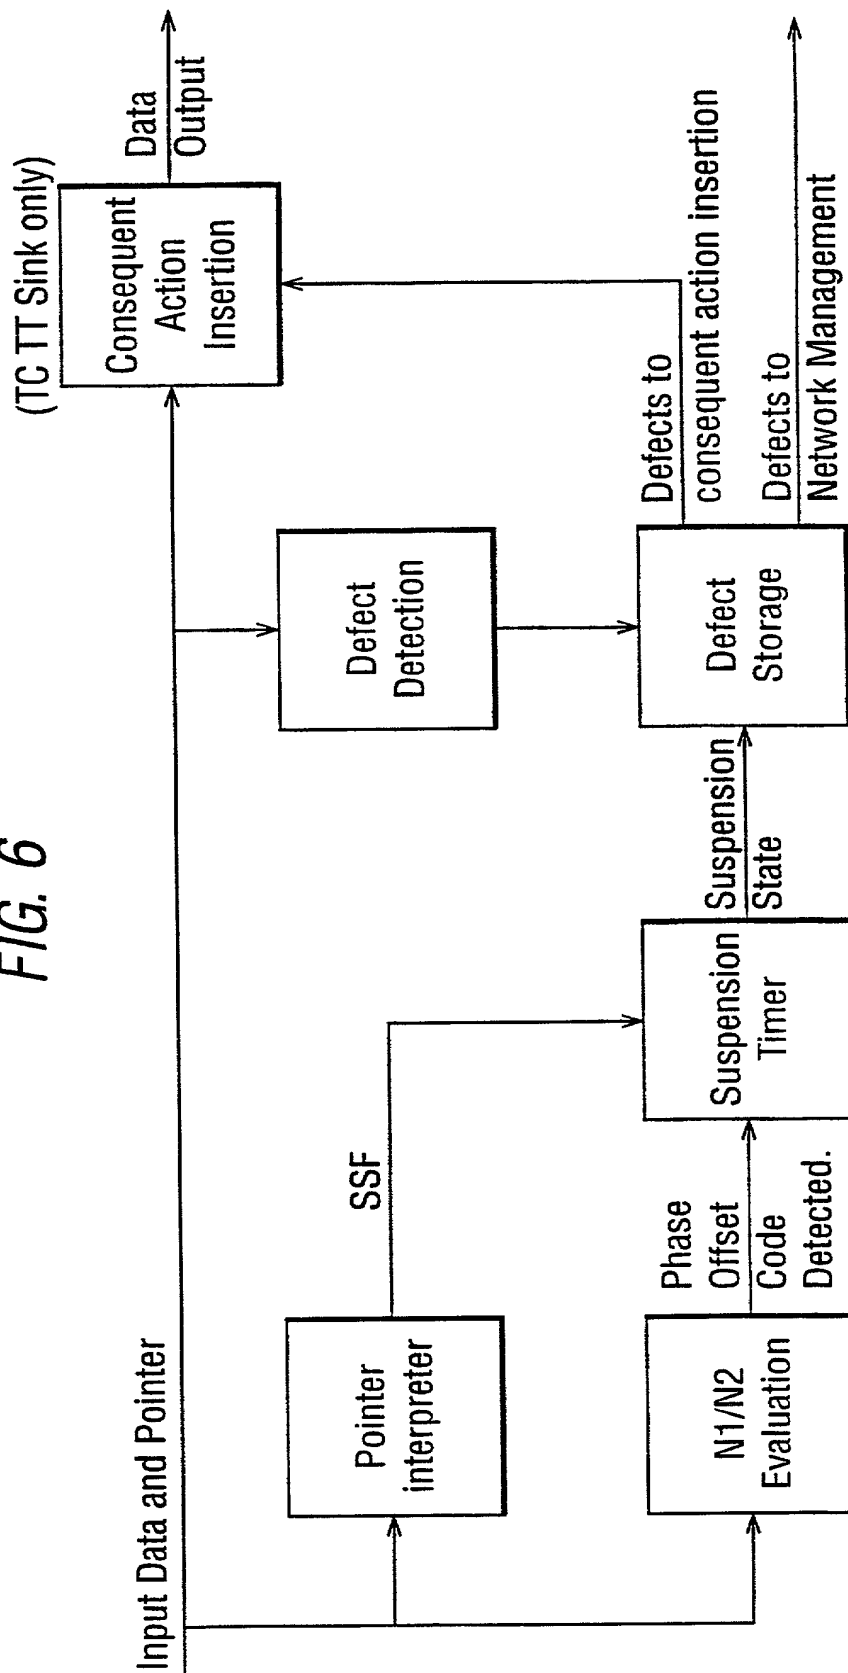 FIG. 6
(TC TT Sink only)
Input Data and Pointer
Consequent
Action
Insertion
Data
Output
Pointer
interpreter
SSF
Defect
Detection
N1/N2
Evaluation
Phase
Offset
Code
Detected.
Suspension
Timer
Suspension
State
Defect
Storage
Defects to
consequent action insertion
Defects to
Network Management